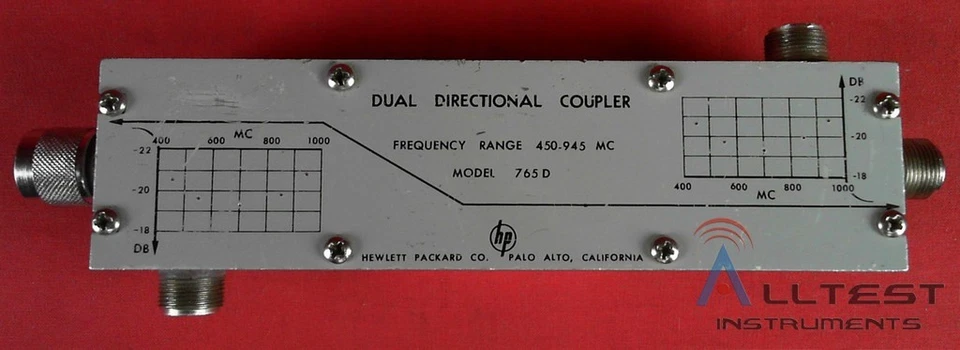 DUAL DIRECTIONAL COUPLER
FREQUENCY RANGE 450-945 MC
MODEL 765D
MC
400 600 800 1000
-22
-20
-18
DB
DB
-22
-20
-18
400 600 800 1000
MC
hp
HEWLETT PACKARD CO. PALO ALTO, CALIFORNIA
ALLTEST
INSTRUMENTS